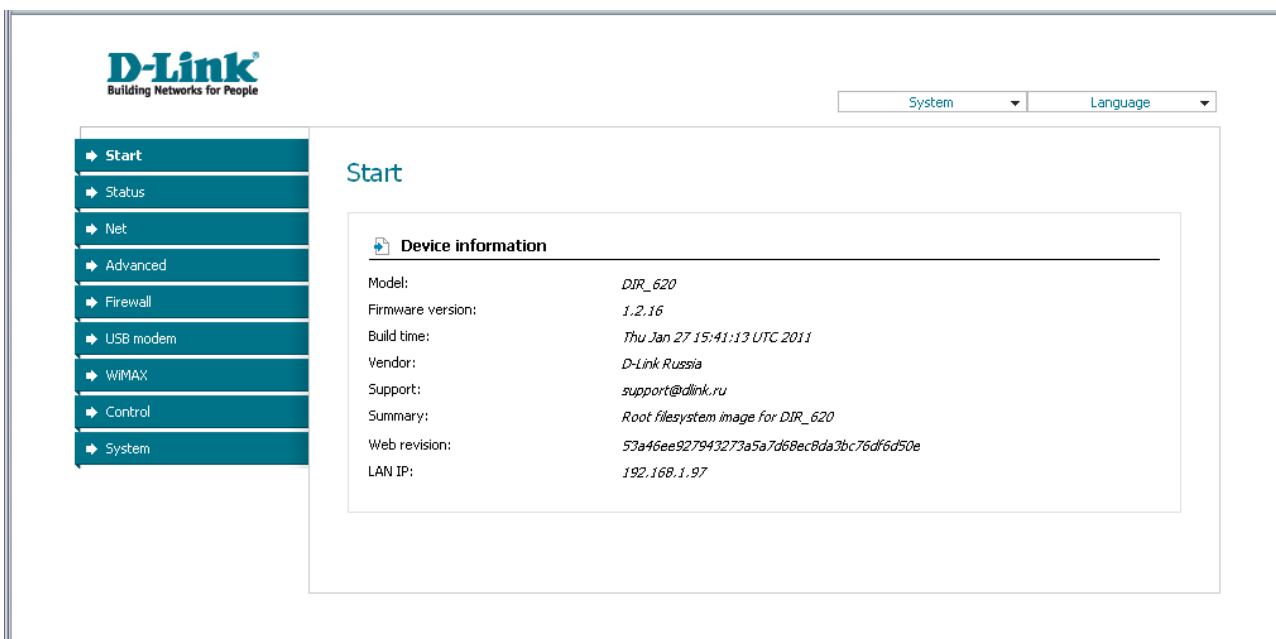 D-Link
Building Networks for People
System Language
Start
Status
Net
Advanced
Firewall
USB modem
WiMAX
Control
System
Start
Device information
Model: DIR_620
Firmware version: 1.2.16
Build time: Thu Jan 27 15:41:13 UTC 2011
Vendor: D-Link Russia
Support: support@dlink.ru
Summary: Root filesystem image for DIR_620
Web revision: 53a46ee927943273a5a7d68ec8da3bc76df6d50e
LAN IP: 192.168.1.97